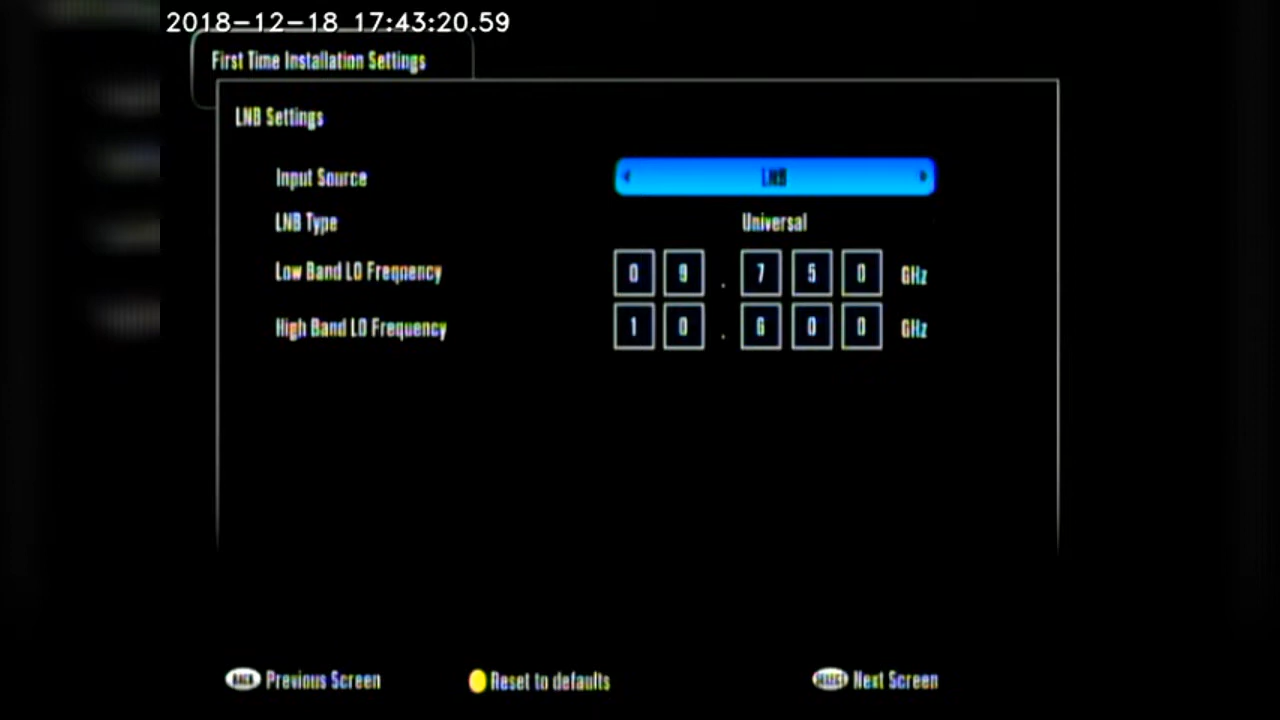 2018-12-18 17:43:20.59
First Time Installation Settings
LNB Settings
Input Source LNB
LNB Type Universal
Low Band LO Frequency 0 9 . 7 5 0 GHz
High Band LO Frequency 1 0 . 6 0 0 GHz
BACK Previous Screen Reset to defaults SELECT Next Screen